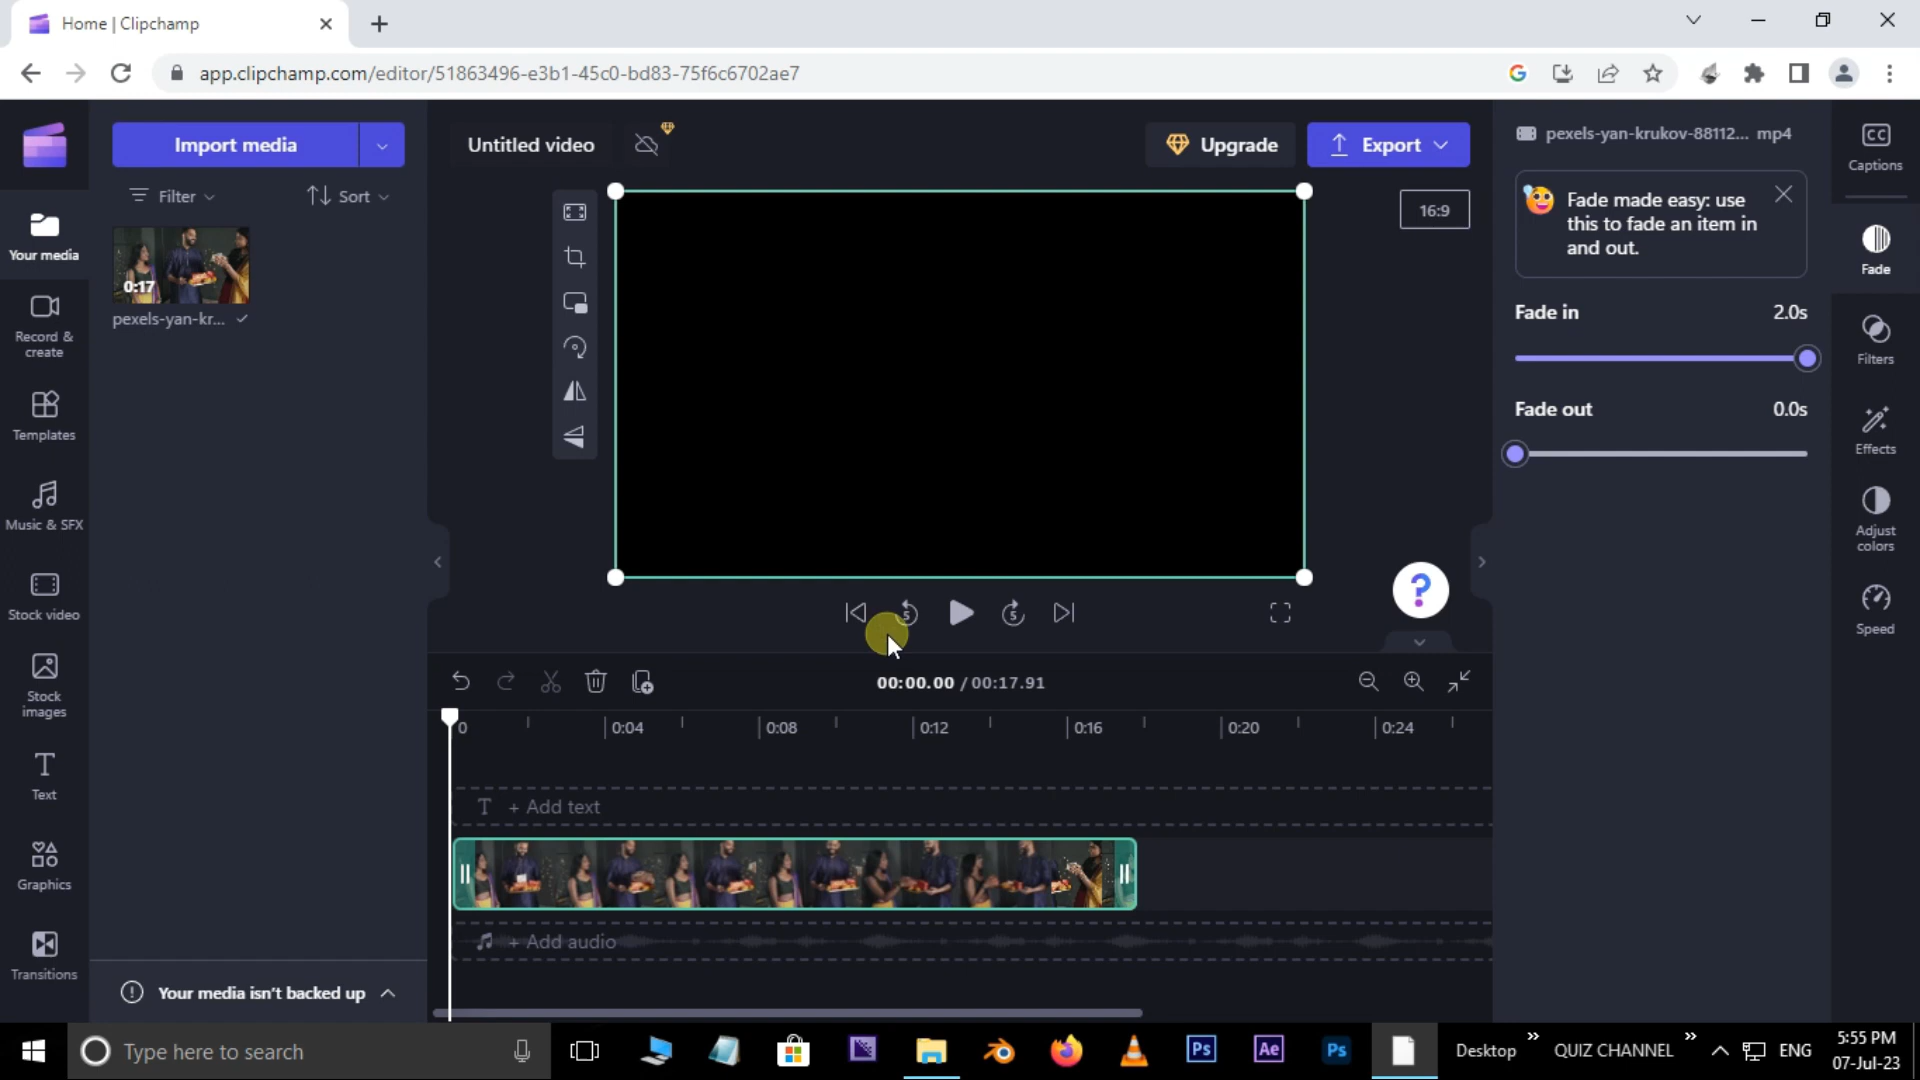 Home | Clipchamp
app.clipchamp.com/editor/51863496-e3b1-45c0-bd83-75f6c6702ae7
Import media
Filter
Sort
0:17
pexels-yan-kr...
Your media
Record &
create
Templates
Music & SFX
Stock video
Stock
images
Text
Graphics
Transitions
Your media isn't backed up
Untitled video
Upgrade
Export
16:9
5
5
?
00:00.00 / 00:17.91
0
0:04
0:08
0:12
0:16
0:20
0:24
T + Add text
+ Add audio
pexels-yan-krukov-88112... mp4
Fade made easy: use
this to fade an item in
and out.
Fade in 2.0s
Fade out 0.0s
CC
Captions
Fade
Filters
Effects
Adjust
colors
Speed
Type here to search
Ps
Ae
Ps
Desktop
QUIZ CHANNEL
ENG
5:55 PM
07-Jul-23